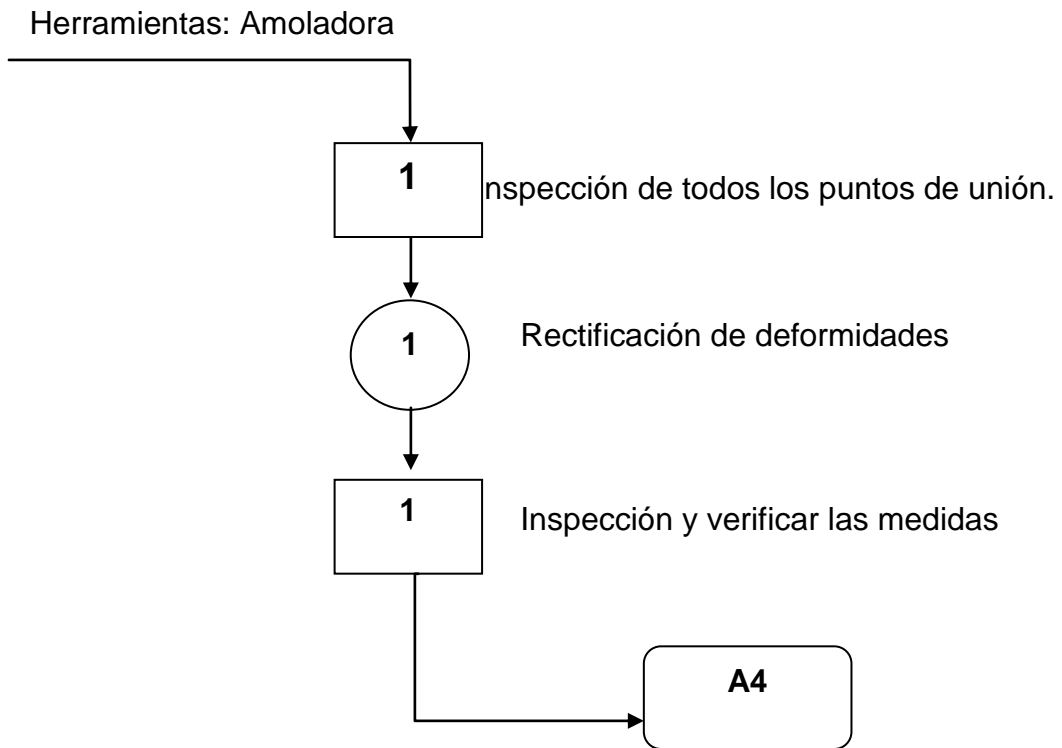 Herramientas: Amoladora
1
nspección de todos los puntos de unión.
1
Rectificación de deformidades
1
Inspección y verificar las medidas
A4